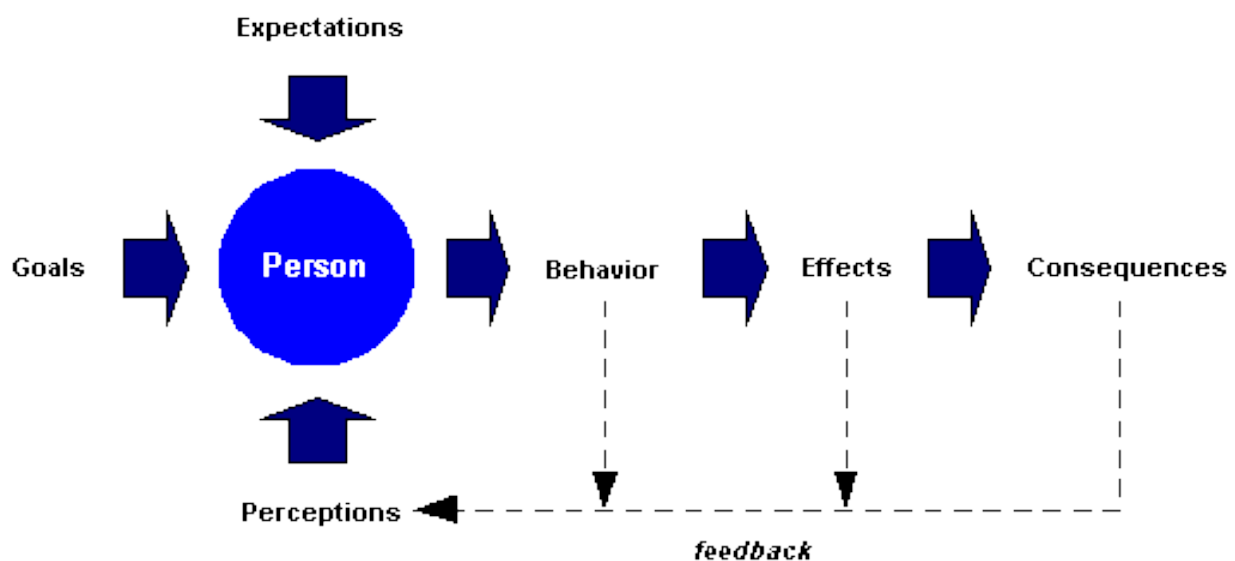 Expectations
Goals
Person
Behavior
Effects
Consequences
Perceptions
feedback